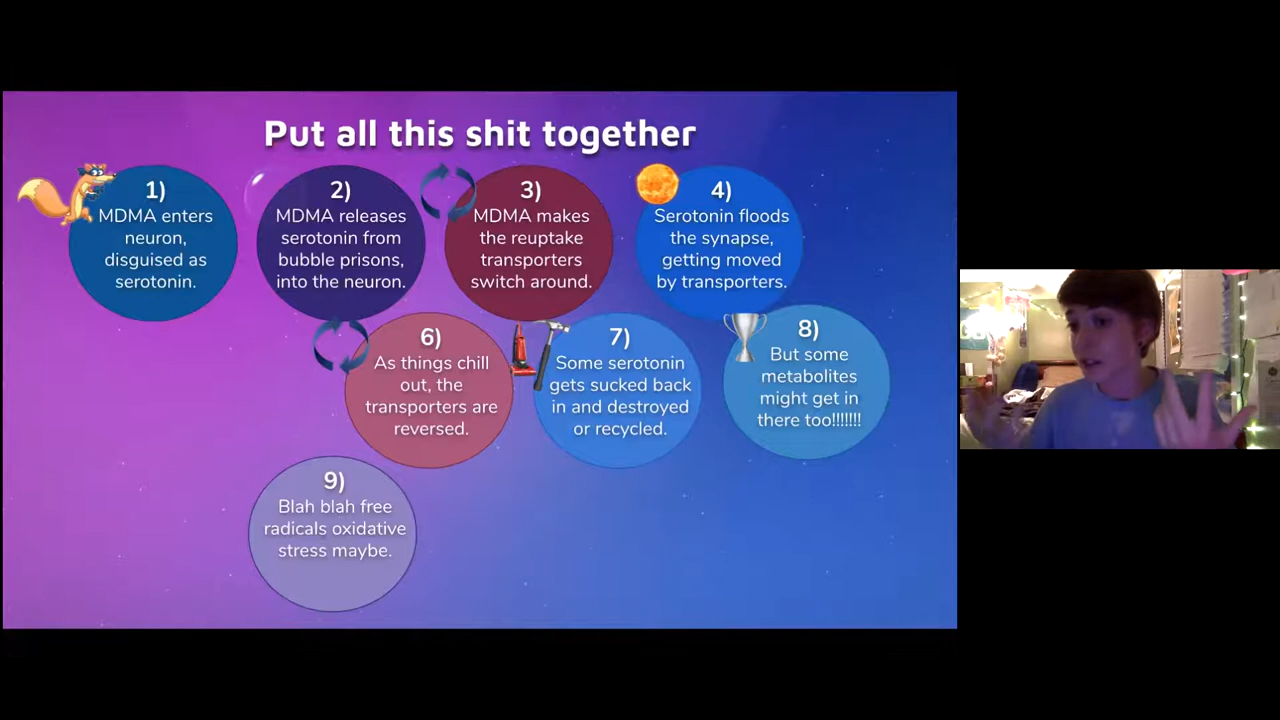 Put all this shit together
1)
MDMA enters
neuron,
disguised as
serotonin.
2)
MDMA releases
serotonin from
bubble prisons,
into the neuron.
3)
MDMA makes
the reuptake
transporters
switch around.
4)
Serotonin floods
the synapse,
getting moved
by transporters.
6)
As things chill
out, the
transporters are
reversed.
7)
Some serotonin
gets sucked back
in and destroyed
or recycled.
8)
But some
metabolites
might get in
there too!!!!!!!
9)
Blah blah free
radicals oxidative
stress maybe.